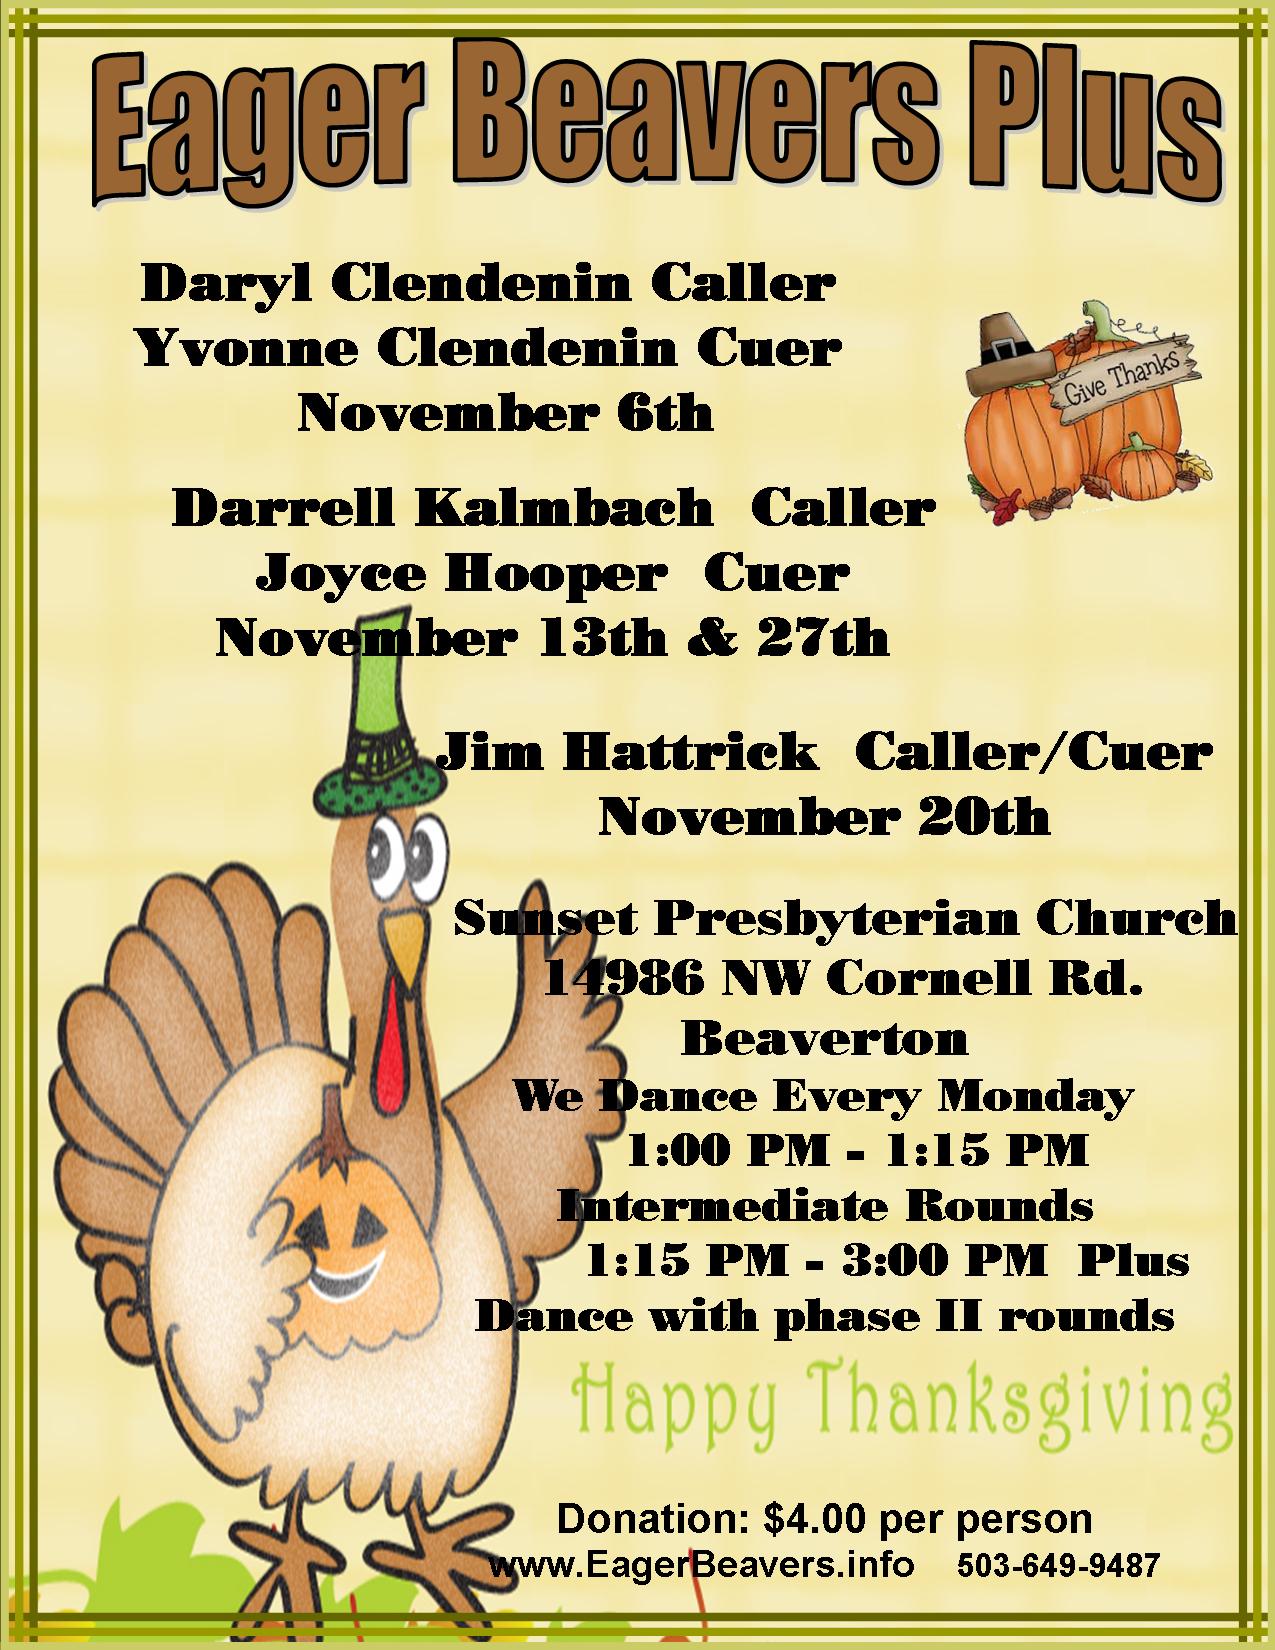 Eager Beavers Plus
Daryl Clendenin Caller
Yvonne Clendenin Cuer
November 6th
Give Thanks
Darrell Kalmbach Caller
Joyce Hooper Cuer
November 13th & 27th
Jim Hattrick Caller/Cuer
November 20th
Sunset Presbyterian Church
14986 NW Cornell Rd.
Beaverton
We Dance Every Monday
1:00 PM - 1:15 PM
Intermediate Rounds
1:15 PM - 3:00 PM Plus
Dance with phase II rounds
Happy Thanksgiving
Donation: $4.00 per person
www.EagerBeavers.info 503-649-9487